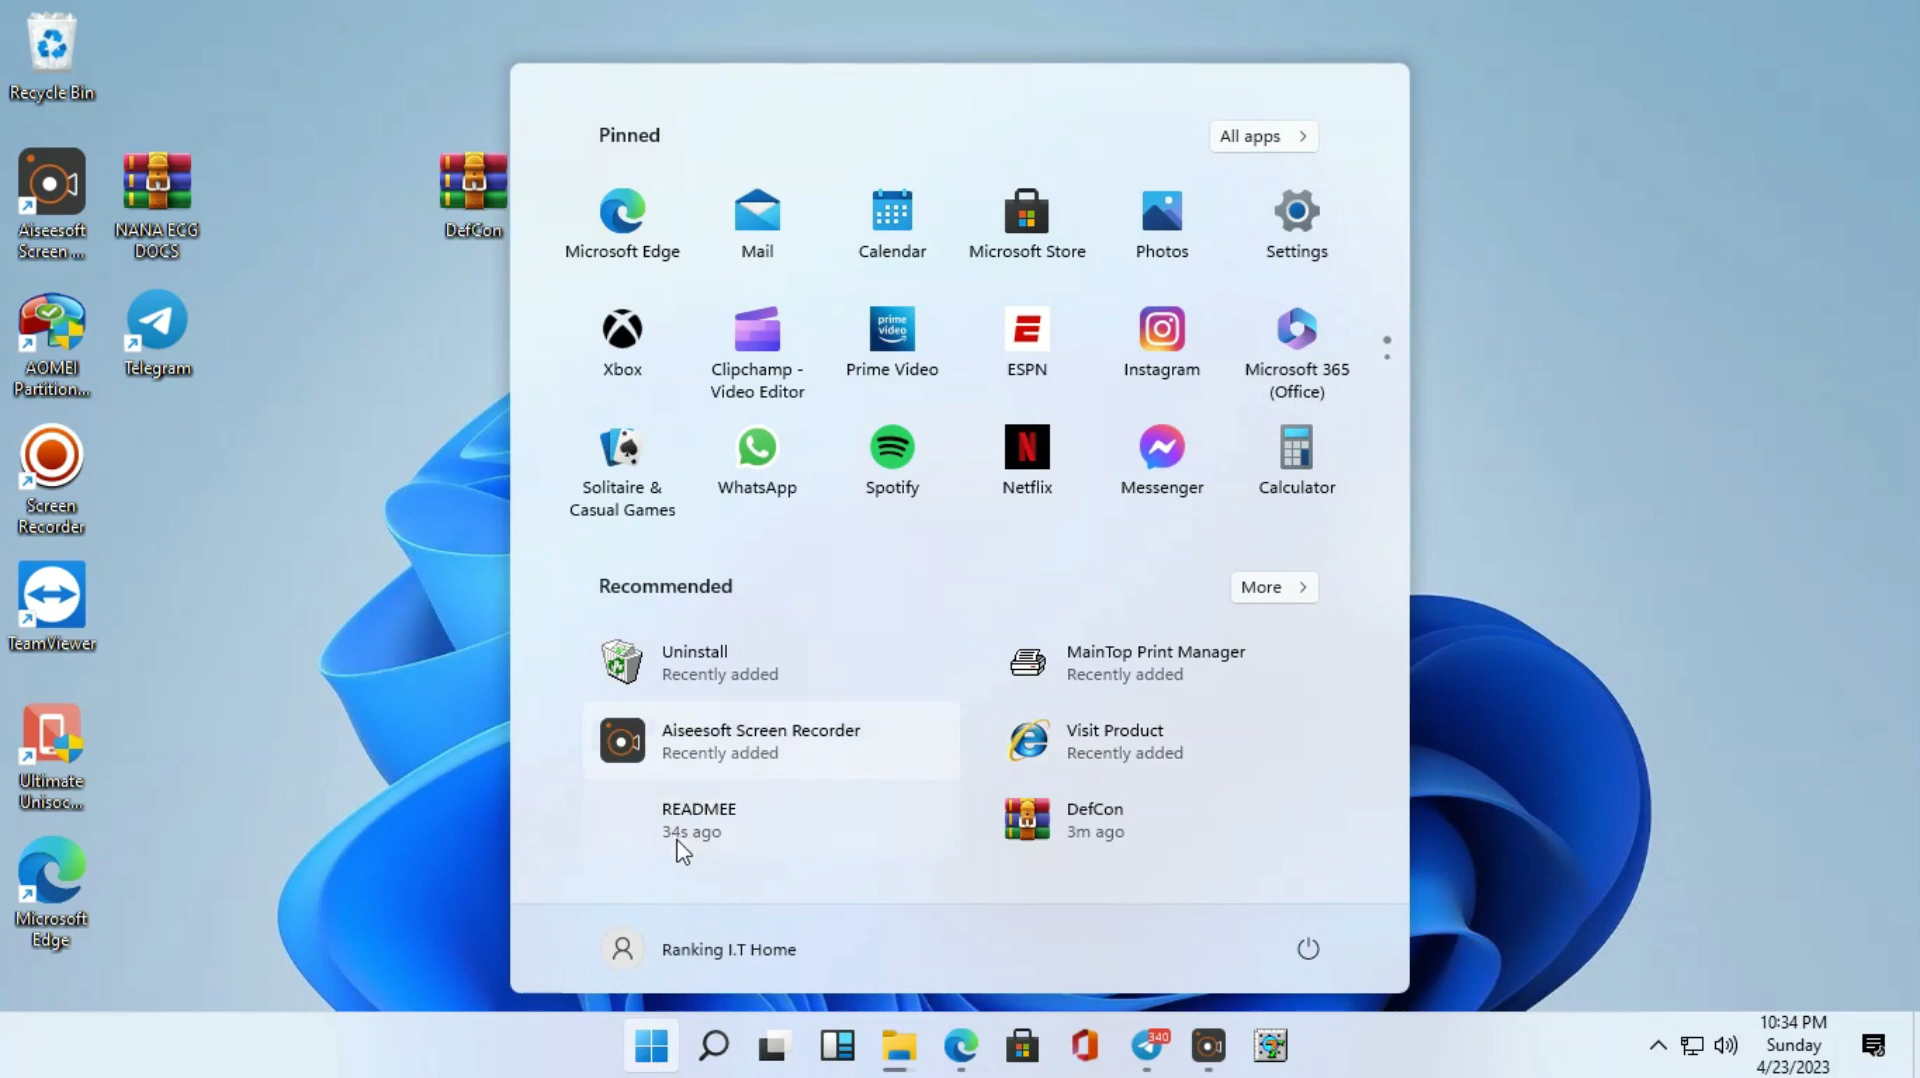 Recycle Bin
Aiseesoft
Screen ...
NANA ECG
DOCS
DefCon
AOMEI
Partition...
Telegram
Screen
Recorder
TeamViewer
Ultimate
Unisoc...
Microsoft
Edge
Pinned
All apps
Microsoft Edge
Mail
Calendar
Microsoft Store
Photos
Settings
Xbox
Clipchamp -
Video Editor
prime
video
Prime Video
ESPN
Instagram
Microsoft 365
(Office)
Solitaire &
Casual Games
WhatsApp
Spotify
Netflix
Messenger
Calculator
Recommended
More
Uninstall
Recently added
MainTop Print Manager
Recently added
Aiseesoft Screen Recorder
Recently added
Visit Product
Recently added
READMEE
34s ago
DefCon
3m ago
Ranking I.T Home
340
10:34 PM
Sunday
4/23/2023